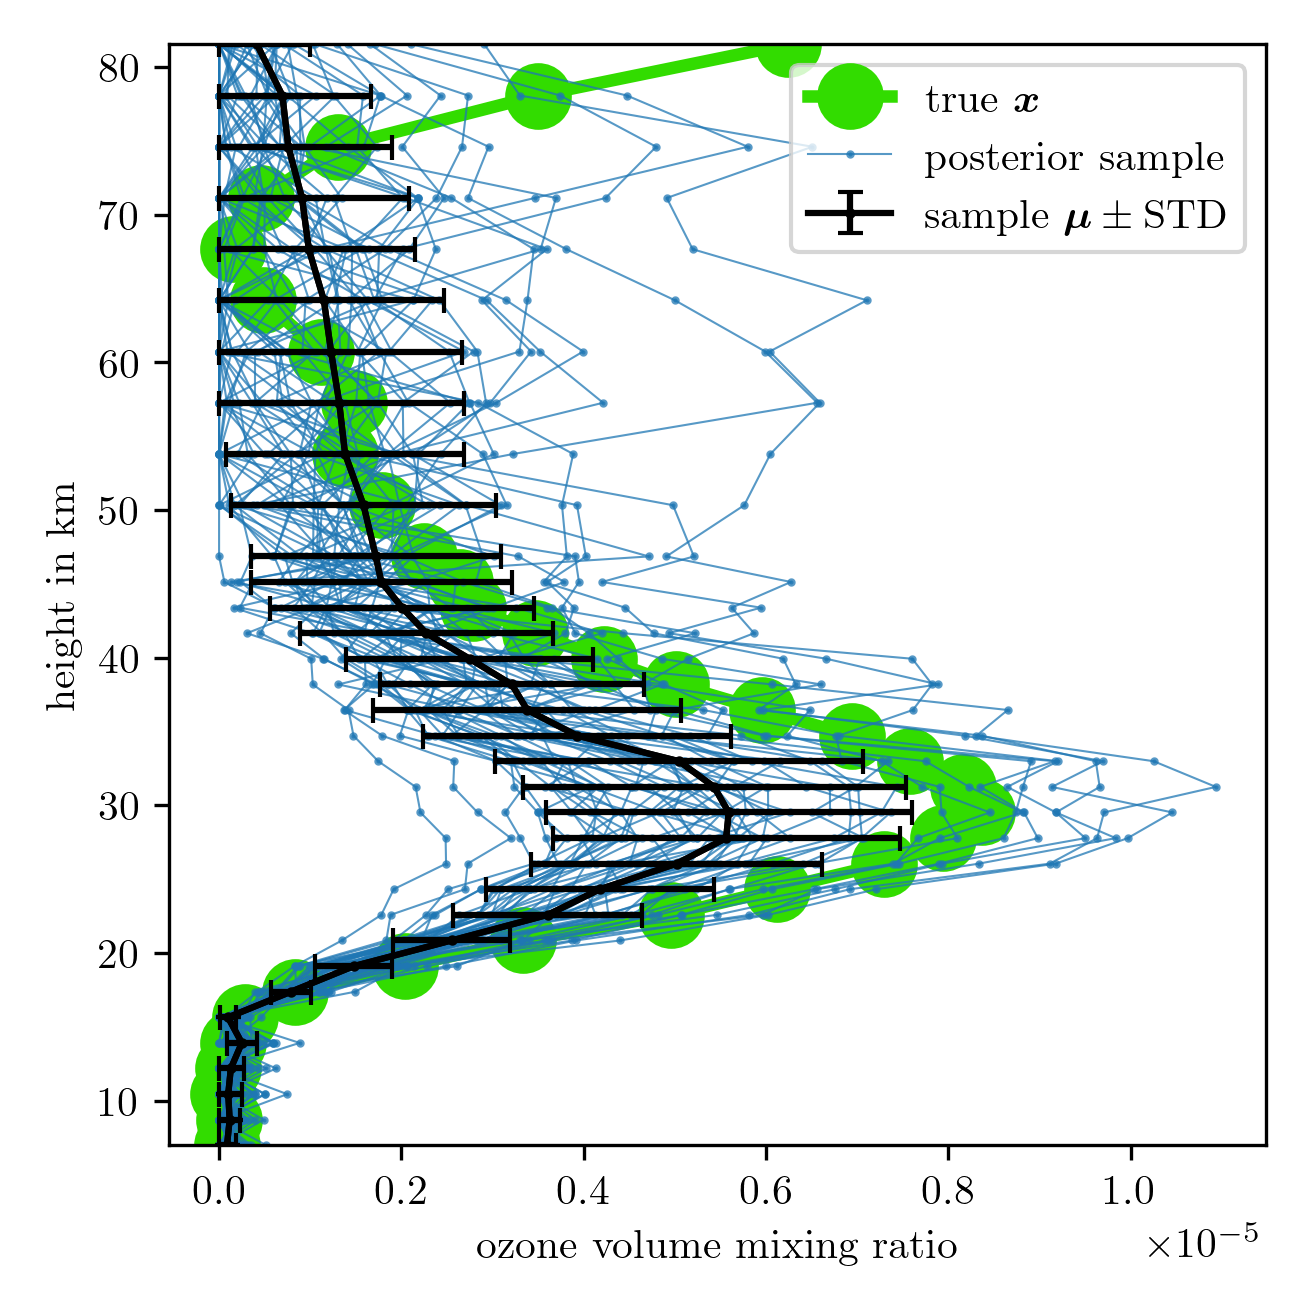 true x
posterior sample
sample μ ± STD
80
70
60
50
40
30
20
10
height in km
0.0 0.2 0.4 0.6 0.8 1.0
ozone volume mixing ratio
×10⁻⁵